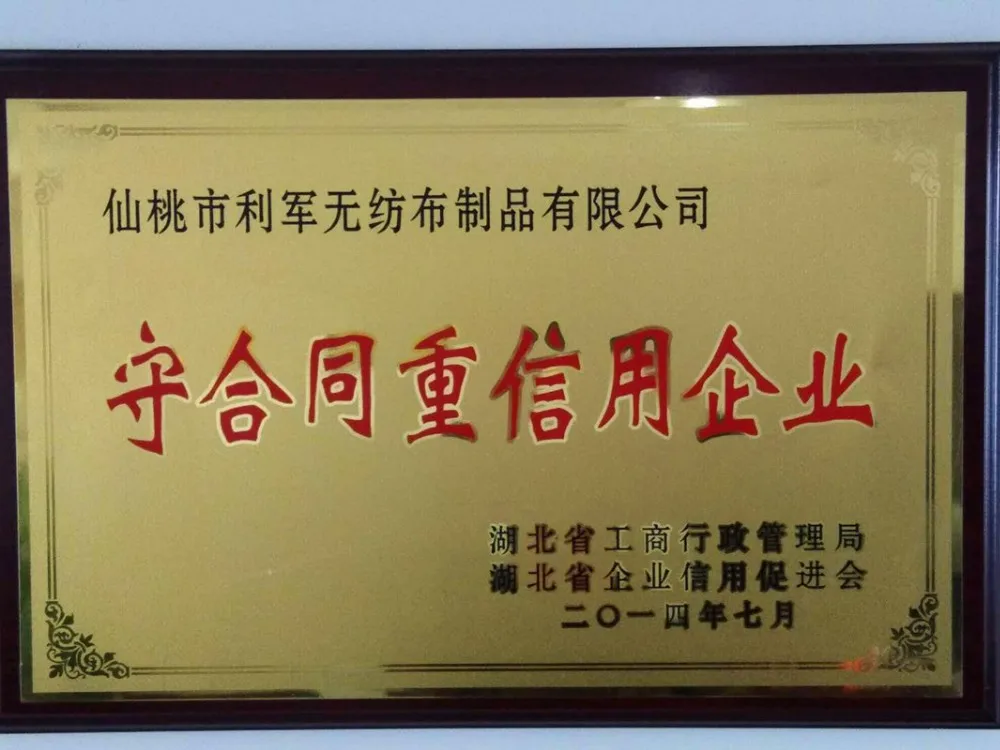 仙桃市利军无纺布制品有限公司
守合同重信用企业
湖北省工商行政管理局
湖北省企业信用促进会
二〇一四年七月